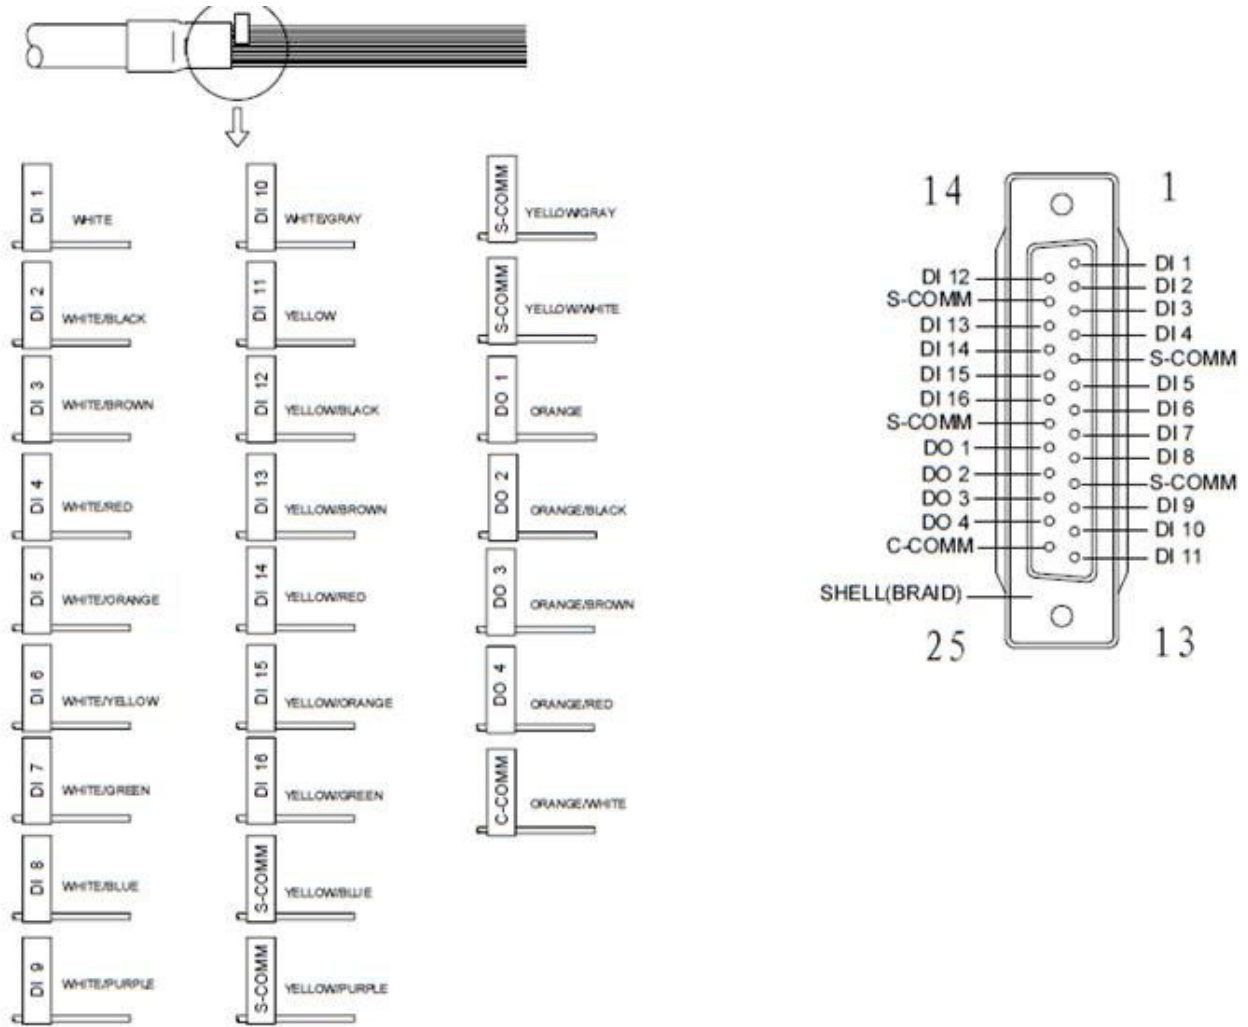 DI 1
WHITE
DI 2
WHITE/BLACK
DI 3
WHITE/BROWN
DI 4
WHITE/RED
DI 5
WHITE/ORANGE
DI 6
WHITE/YELLOW
DI 7
WHITE/GREEN
DI 8
WHITE/BLUE
DI 9
WHITE/PURPLE
DI 10
WHITE/GRAY
DI 11
YELLOW
DI 12
YELLOW/BLACK
DI 13
YELLOW/BROWN
DI 14
YELLOW/RED
DI 15
YELLOW/ORANGE
DI 16
YELLOW/GREEN
S-COMM
YELLOW/BLUE
S-COMM
YELLOW/PURPLE
S-COMM
YELLOW/GRAY
S-COMM
YELLOW/WHITE
DO 1
ORANGE
DO 2
ORANGE/BLACK
DO 3
ORANGE/BROWN
DO 4
ORANGE/RED
C-COMM
ORANGE/WHITE
14
1
DI 12
S-COMM
DI 13
DI 14
DI 15
DI 16
S-COMM
DO 1
DO 2
DO 3
DO 4
C-COMM
SHELL(BRAID)
DI 1
DI 2
DI 3
DI 4
S-COMM
DI 5
DI 6
DI 7
DI 8
S-COMM
DI 9
DI 10
DI 11
25
13